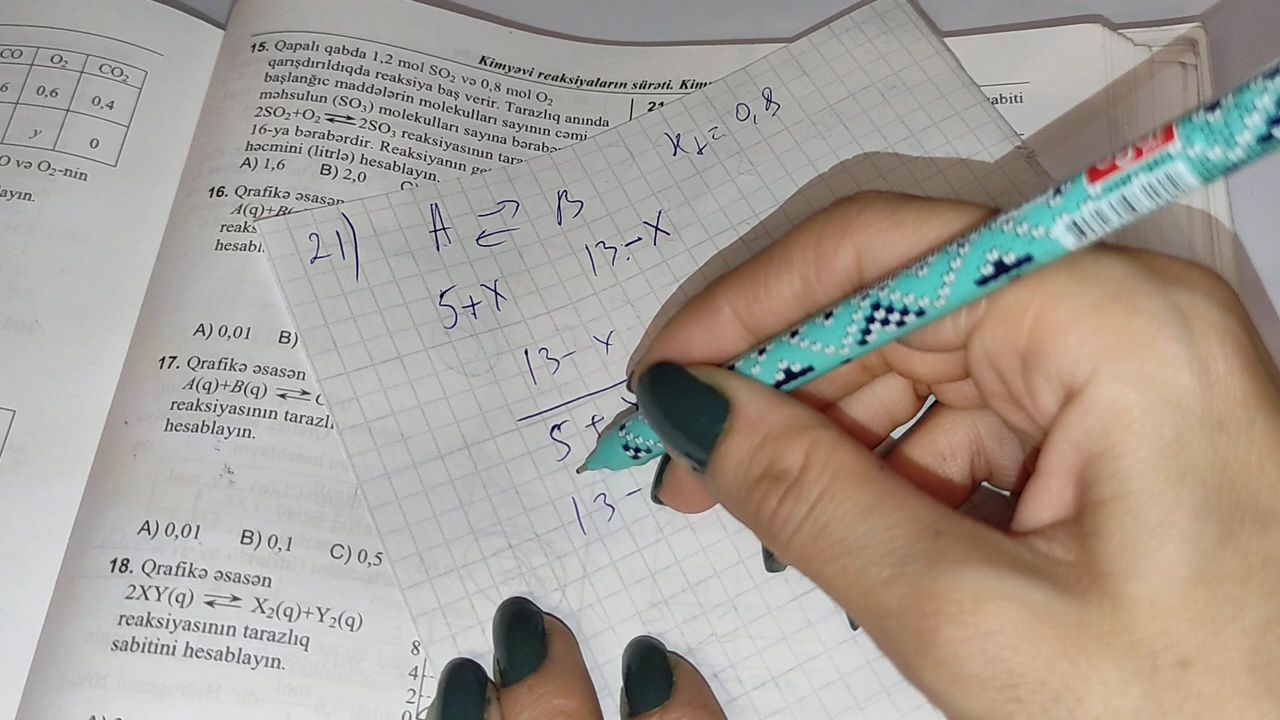 CO O₂ CO₂
6 0,6 0,4
y 0
O və O₂-nin
ayın.
Kimyəvi reaksiyaların sürəti. Kim
15. Qapalı qabda 1,2 mol SO₂ və 0,8 mol O₂
qarışdırıldıqda reaksiya baş verir. Tarazlıq anında
başlanğıc maddələrin molekulları sayının cəmi
məhsulun (SO₃) molekulları sayına bərabə
2SO₂+O₂ ⇄ 2SO₃ reaksiyasının tara
16-ya bərabərdir. Reaksiyanın
həcmini (litrlə) hesablayın.
A) 1,6 B) 2,0
16. Qrafikə əsasən
A(q)+B
reaks
hesabl
A) 0,01 B)
17. Qrafikə əsasən
A(q)+B(q) ⇄
reaksiyasının tarazl
hesablayın.
A) 0,01 B) 0,1 C) 0,5
18. Qrafikə əsasən
2XY(q) ⇄ X₂(q)+Y₂(q)
reaksiyasının tarazlıq
sabitini hesablayın.
8
4
2
0
abiti
= 0,8
21) A ⇄ B
5+x 13-x
13-x
5+
13-